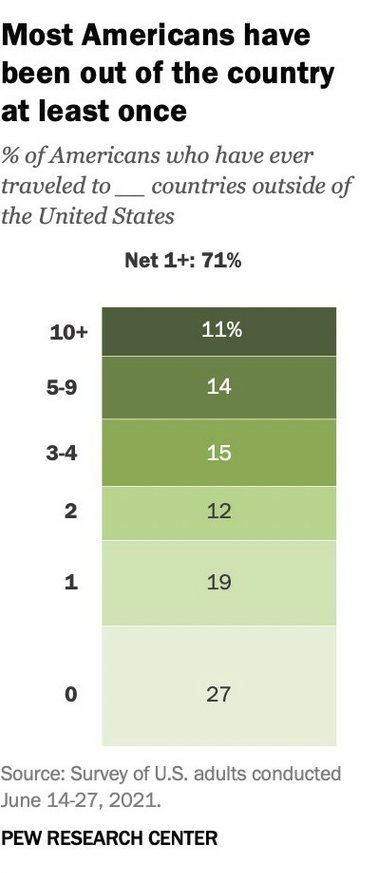 Most Americans have
been out of the country
at least once
% of Americans who have ever
traveled to __ countries outside of
the United States
Net 1+: 71%
10+ 11%
5-9 14
3-4 15
2 12
1 19
0 27
Source: Survey of U.S. adults conducted
June 14-27, 2021.
PEW RESEARCH CENTER